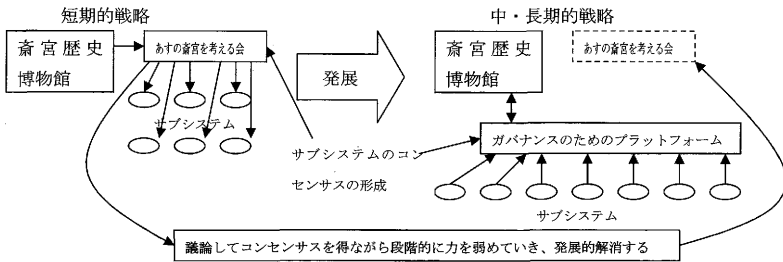 短期的戦略
斎宮歴史
博物館
あすの斎宮を考える会
サブシステム
発展
サブシステムのコン
センサスの形成
中・長期的戦略
斎宮歴史
博物館
あすの斎宮を考える会
ガバナンスのためのプラットフォーム
サブシステム
議論してコンセンサスを得ながら段階的に力を弱めていき、発展的解消する